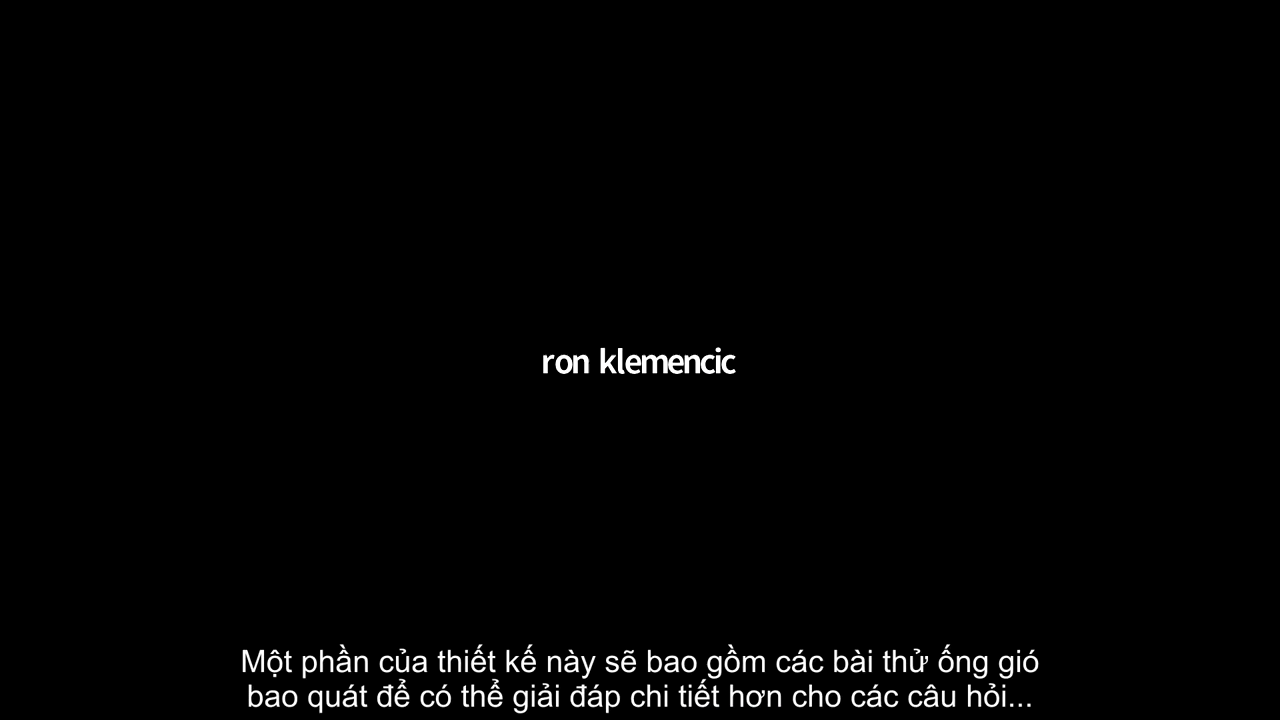 ron klemencic
Một phần của thiết kế này sẽ bao gồm các bài thử ống gió
bao quát để có thể giải đáp chi tiết hơn cho các câu hỏi...